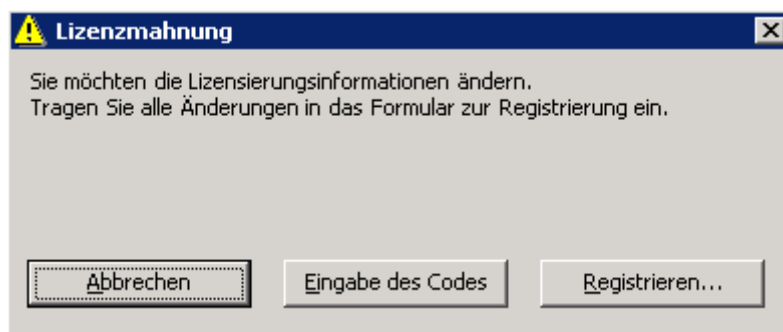 Lizenzmahnung
Sie möchten die Lizensierungsinformationen ändern.
Tragen Sie alle Änderungen in das Formular zur Registrierung ein.
Abbrechen Eingabe des Codes Registrieren...